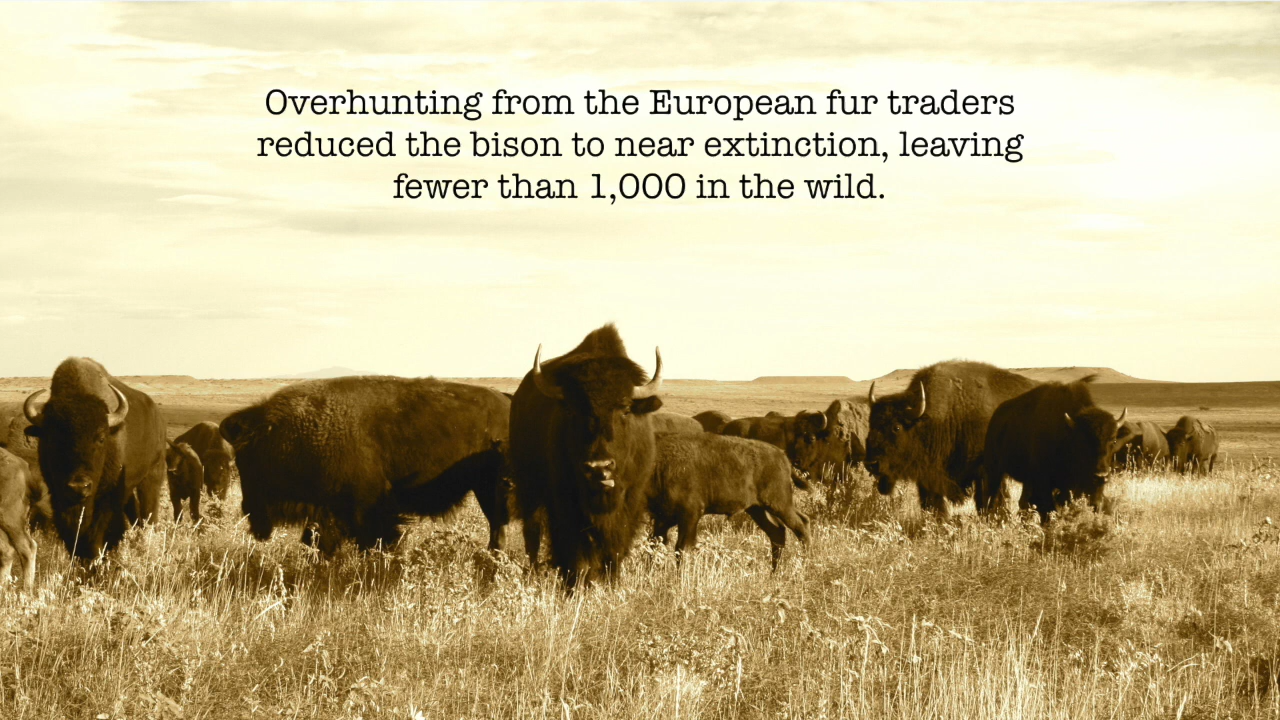 Overhunting from the European fur traders
reduced the bison to near extinction, leaving
fewer than 1,000 in the wild.